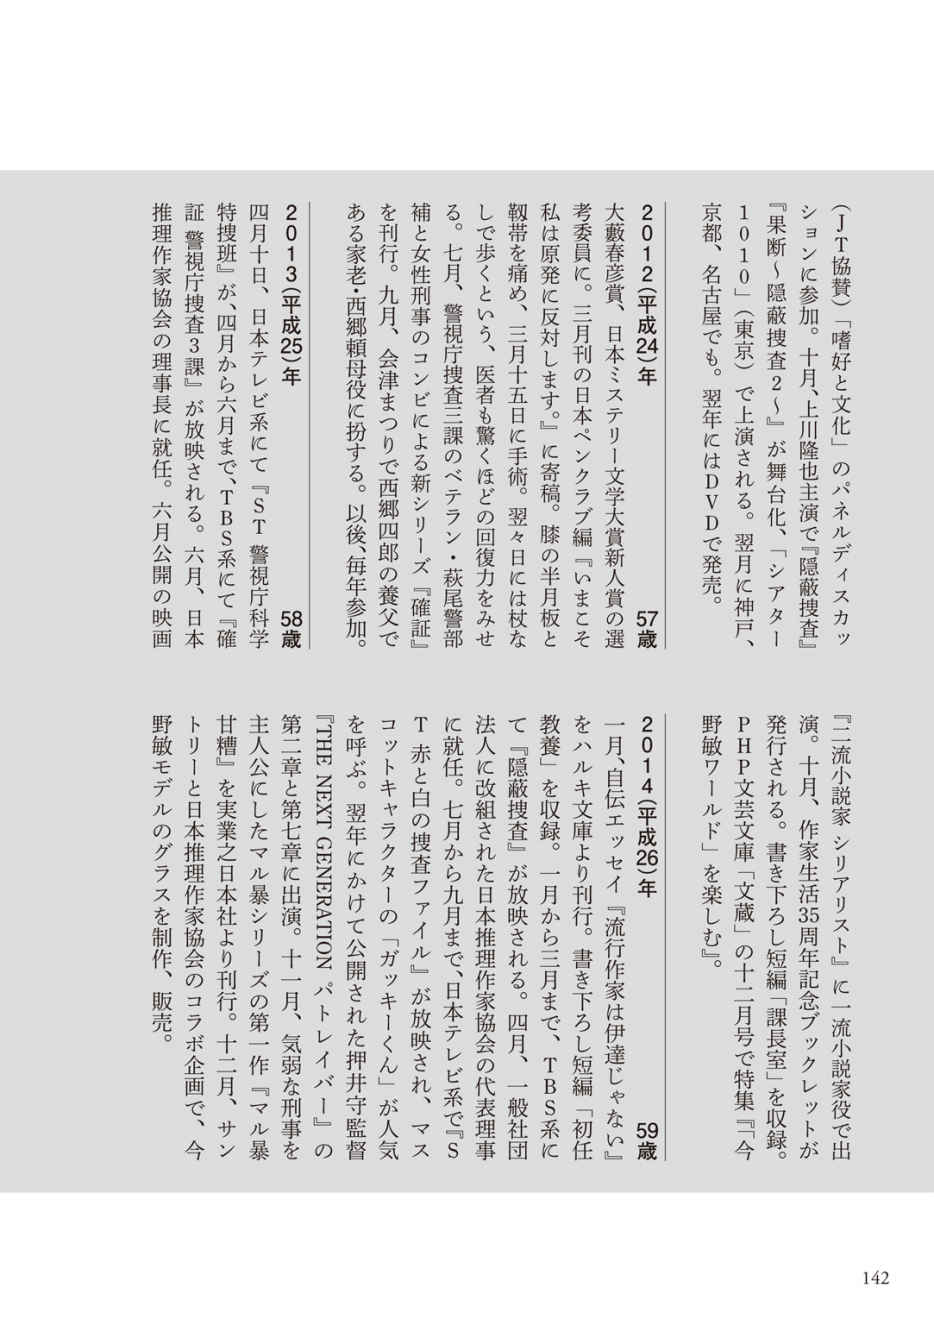 （ＪＴ協賛）「嗜好と文化」のパネルディスカッ
ションに参加。十月、上川隆也主演で『隠蔽捜査』
『果断～隠蔽捜査２～』が舞台化、「シアター
１０１０」（東京）で上演される。翌月に神戸、
京都、名古屋でも。翌年にはＤＶＤで発売。
２０１２（平成24）年　57歳
大藪春彦賞、日本ミステリー文学大賞新人賞の選
考委員に。三月刊の日本ペンクラブ編『いまこそ
私は原発に反対します。』に寄稿。膝の半月板と
靱帯を痛め、三月十五日に手術。翌々日には杖な
しで歩くという、医者も驚くほどの回復力をみせ
る。七月、警視庁捜査三課のベテラン・萩尾警部
補と女性刑事のコンビによる新シリーズ『確証』
を刊行。九月、会津まつりで西郷四郎の養父で
ある家老・西郷頼母役に扮する。以後、毎年参加。
２０１３（平成25）年　58歳
四月十日、日本テレビ系にて『ＳＴ 警視庁科学
特捜班』が、四月から六月まで、ＴＢＳ系にて『確
証 警視庁捜査３課』が放映される。六月、日本
推理作家協会の理事長に就任。六月公開の映画
『二流小説家 シリアリスト』に一流小説家役で出
演。十月、作家生活35周年記念ブックレットが
発行される。書き下ろし短編「課長室」を収録。
ＰＨＰ文芸文庫「文蔵」の十二月号で特集『「今
野敏ワールド」を楽しむ』。
２０１４（平成26）年　59歳
一月、自伝エッセイ『流行作家は伊達じゃない』
をハルキ文庫より刊行。書き下ろし短編「初任
教養」を収録。一月から三月まで、ＴＢＳ系に
て『隠蔽捜査』が放映される。四月、一般社団
法人に改組された日本推理作家協会の代表理事
に就任。七月から九月まで、日本テレビ系で『Ｓ
Ｔ 赤と白の捜査ファイル』が放映され、マス
コットキャラクターの「ガッキーくん」が人気
を呼ぶ。翌年にかけて公開された押井守監督
『THE NEXT GENERATION パトレイバー』の
第二章と第七章に出演。十一月、気弱な刑事を
主人公にしたマル暴シリーズの第一作『マル暴
甘糟』を実業之日本社より刊行。十二月、サン
トリーと日本推理作家協会のコラボ企画で、今
野敏モデルのグラスを制作、販売。
142